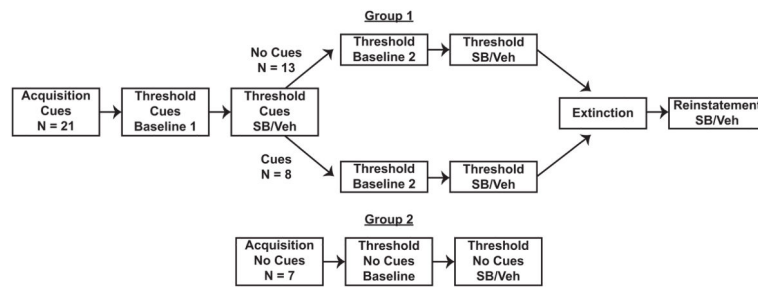 Group 1
No Cues
N = 13
Threshold
Baseline 2
Threshold
SB/Veh
Acquisition
Cues
N = 21
Threshold
Cues
Baseline 1
Threshold
Cues
SB/Veh
Extinction
Reinstatement
SB/Veh
Cues
N = 8
Threshold
Baseline 2
Threshold
SB/Veh
Group 2
Acquisition
No Cues
N = 7
Threshold
No Cues
Baseline
Threshold
No Cues
SB/Veh